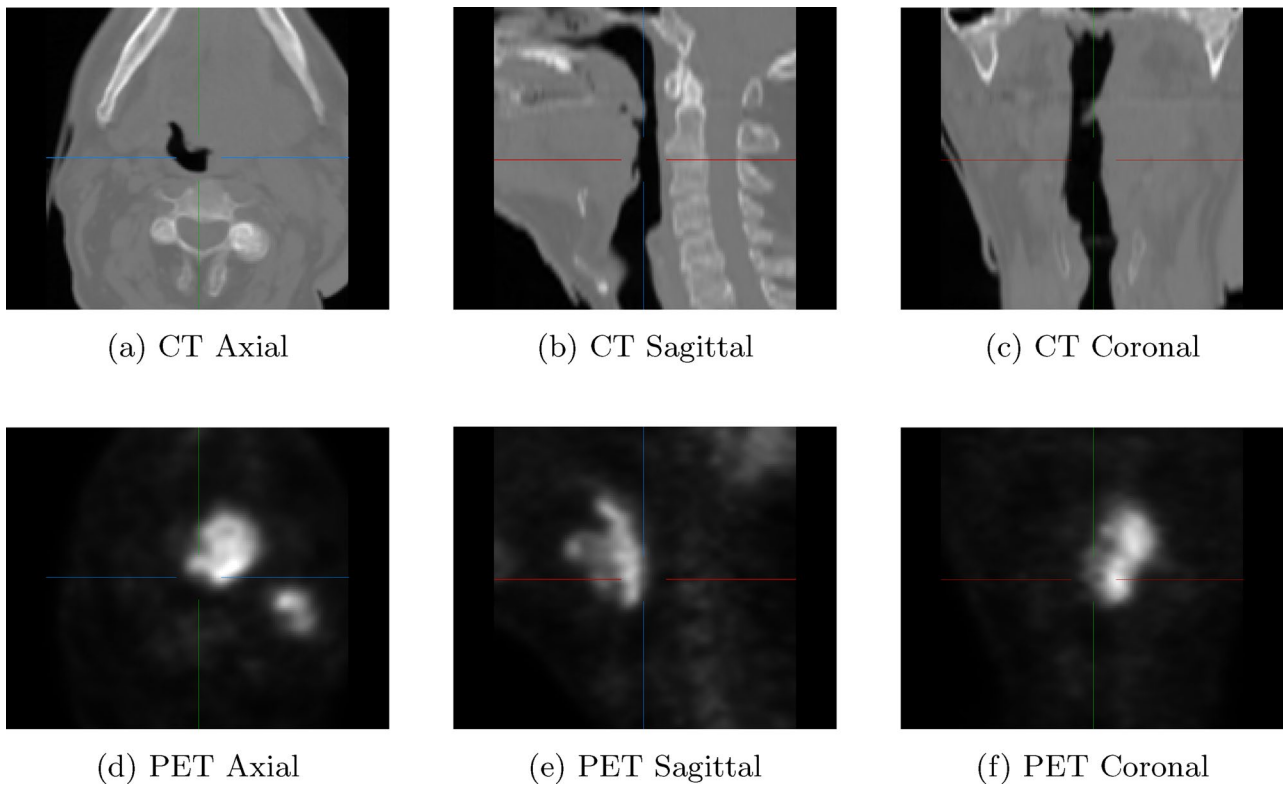 (a) CT Axial
(b) CT Sagittal
(c) CT Coronal
(d) PET Axial
(e) PET Sagittal
(f) PET Coronal